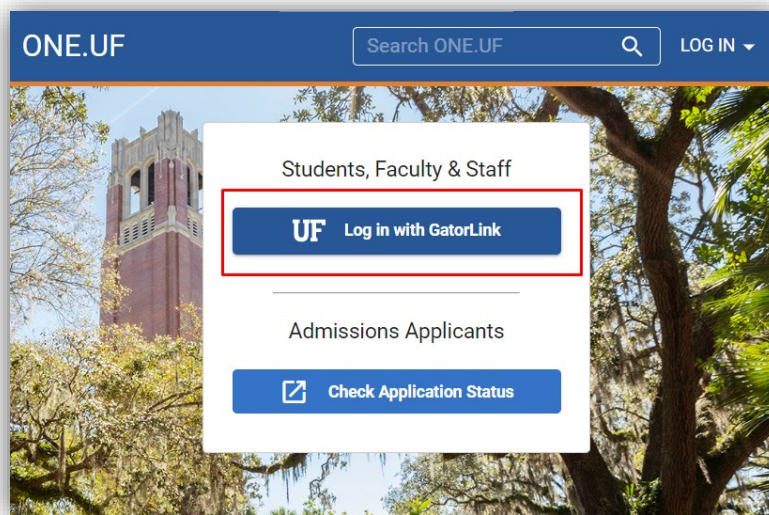 ONE.UF
Search ONE.UF
LOG IN
Students, Faculty & Staff
UF Log in with GatorLink
Admissions Applicants
Check Application Status